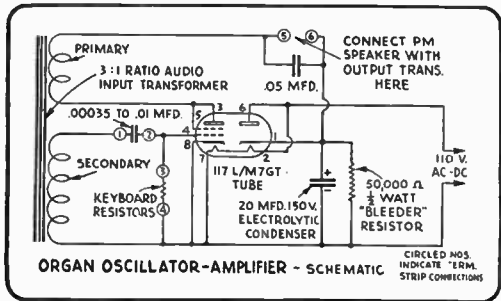 PRIMARY
3:1 RATIO AUDIO
INPUT TRANSFORMER
.00035 TO .01 MFD.
1 2
SECONDARY
3
KEYBOARD
RESISTORS
4
5 6
CONNECT PM
SPEAKER WITH
OUTPUT TRANS.
HERE
.05 MFD.
3 6
5
4
8
1
7 2
117 L/M7GT
TUBE
+
–
20 MFD. 150V.
ELECTROLYTIC
CONDENSER
50,000 Ω
½ WATT
"BLEEDER"
RESISTOR
110 V.
AC-DC
ORGAN OSCILLATOR-AMPLIFIER - SCHEMATIC
CIRCLED NOS.
INDICATE TERM.
STRIP CONNECTIONS